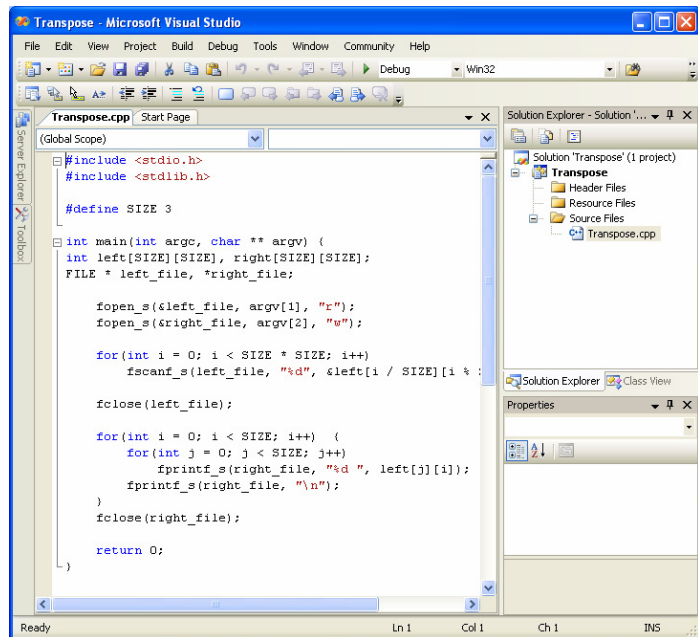 Transpose - Microsoft Visual Studio
File Edit View Project Build Debug Tools Window Community Help
Debug Win32
Transpose.cpp Start Page
(Global Scope)
#include <stdio.h>
#include <stdlib.h>
#define SIZE 3
int main(int argc, char ** argv) {
int left[SIZE][SIZE], right[SIZE][SIZE];
FILE * left_file, *right_file;
fopen_s(&left_file, argv[1], "r");
fopen_s(&right_file, argv[2], "w");
for(int i = 0; i < SIZE * SIZE; i++)
fscanf_s(left_file, "%d", &left[i / SIZE][i %
fclose(left_file);
for(int i = 0; i < SIZE; i++) {
for(int j = 0; j < SIZE; j++)
fprintf_s(right_file, "%d ", left[j][i]);
fprintf_s(right_file, "\n");
}
fclose(right_file);
return 0;
}
Server Explorer
Toolbox
Solution Explorer - Solution '...
Solution 'Transpose' (1 project)
Transpose
Header Files
Resource Files
Source Files
Transpose.cpp
Solution Explorer Class View
Properties
Ready Ln 1 Col 1 Ch 1 INS